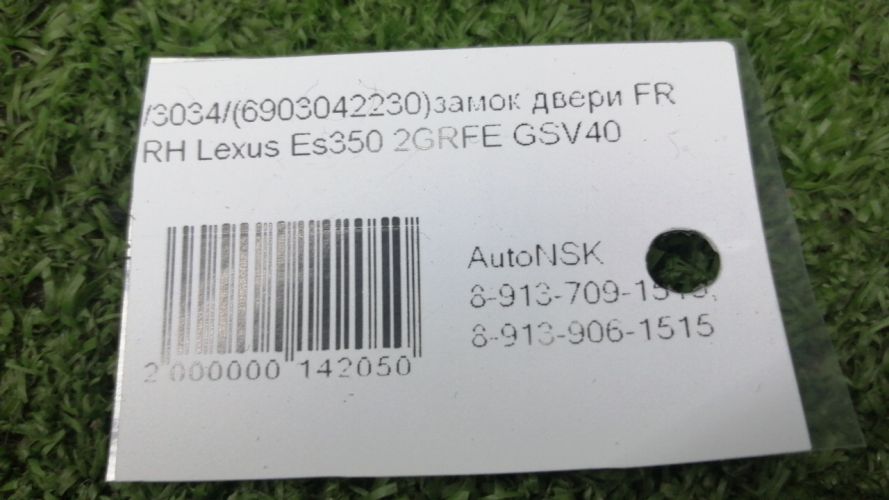 /3034/(6903042230)замок двери FR
RH Lexus Es350 2GRFE GSV40
AutoNSK
8-913-906-1515
2 000000 142050